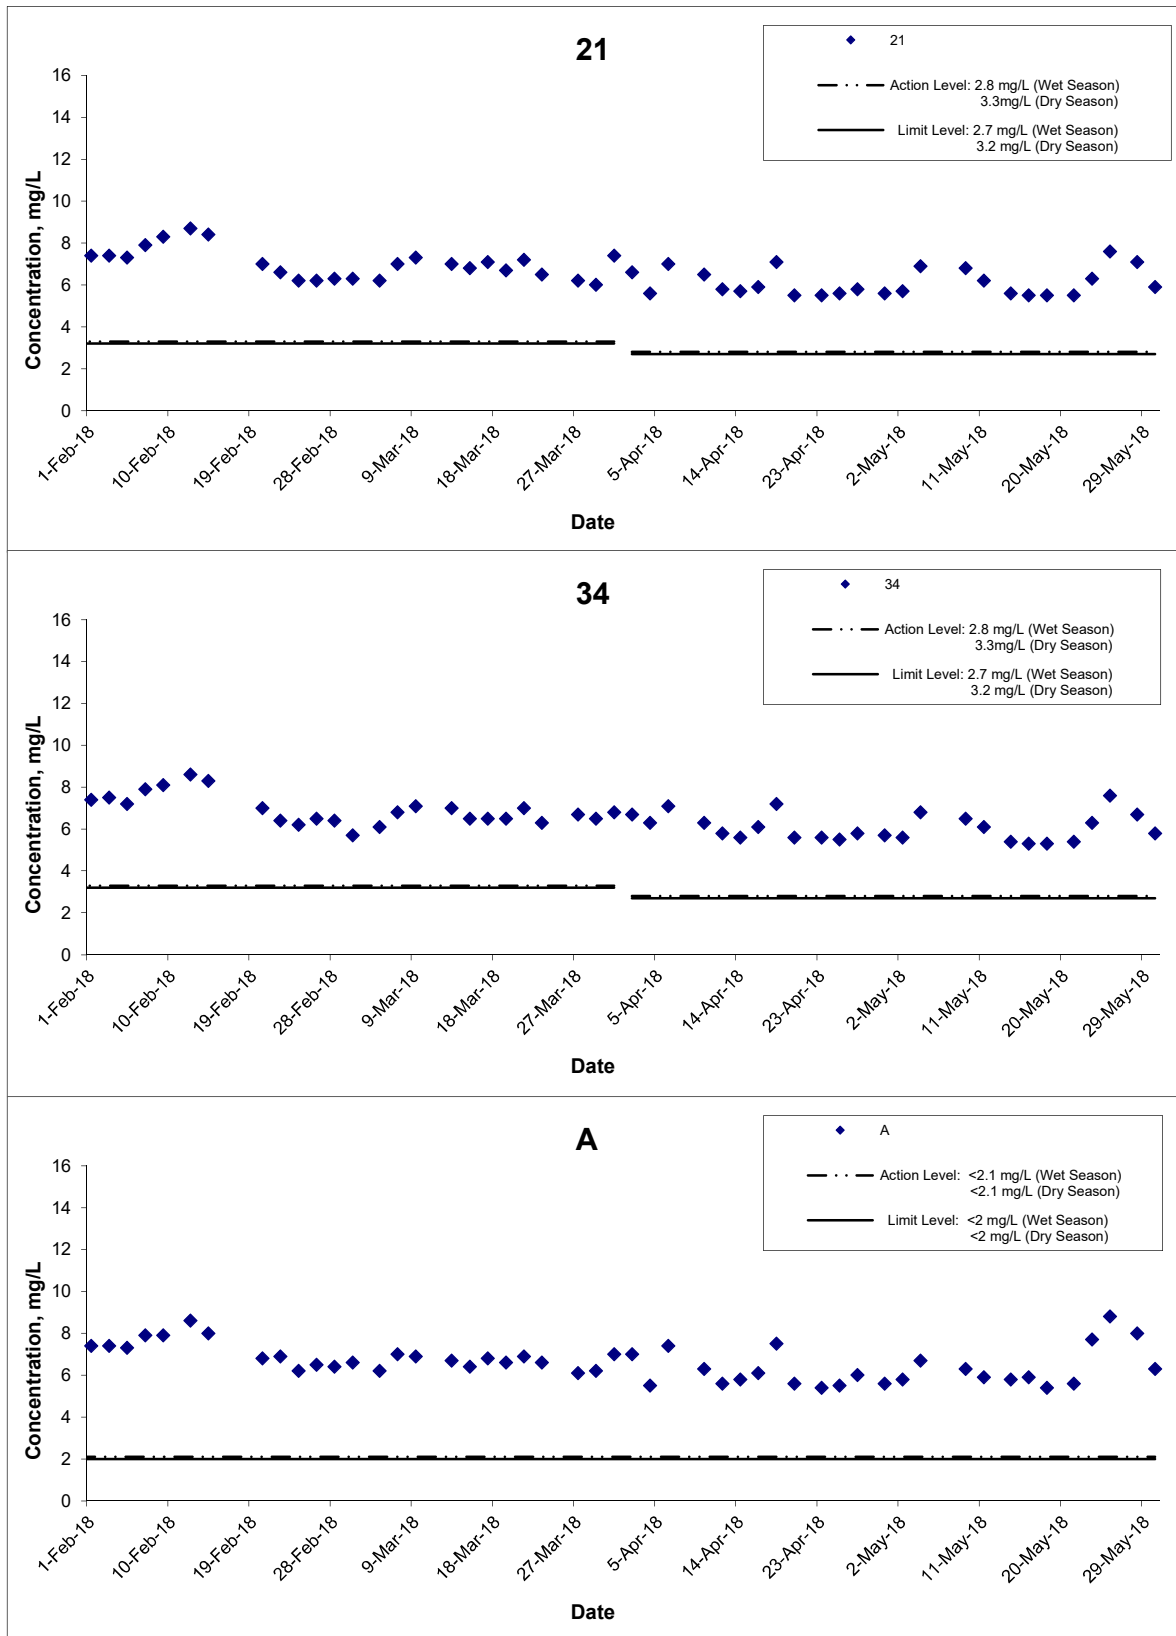 21
21
Action Level: 2.8 mg/L (Wet Season)
3.3mg/L (Dry Season)
Limit Level: 2.7 mg/L (Wet Season)
3.2 mg/L (Dry Season)
Concentration, mg/L
16
14
12
10
8
6
4
2
0
1-Feb-18 10-Feb-18 19-Feb-18 28-Feb-18 9-Mar-18 18-Mar-18 27-Mar-18 5-Apr-18 14-Apr-18 23-Apr-18 2-May-18 11-May-18 20-May-18 29-May-18
Date
34
34
Action Level: 2.8 mg/L (Wet Season)
3.3mg/L (Dry Season)
Limit Level: 2.7 mg/L (Wet Season)
3.2 mg/L (Dry Season)
Concentration, mg/L
16
14
12
10
8
6
4
2
0
1-Feb-18 10-Feb-18 19-Feb-18 28-Feb-18 9-Mar-18 18-Mar-18 27-Mar-18 5-Apr-18 14-Apr-18 23-Apr-18 2-May-18 11-May-18 20-May-18 29-May-18
Date
A
A
Action Level: <2.1 mg/L (Wet Season)
<2.1 mg/L (Dry Season)
Limit Level: <2 mg/L (Wet Season)
<2 mg/L (Dry Season)
Concentration, mg/L
16
14
12
10
8
6
4
2
0
1-Feb-18 10-Feb-18 19-Feb-18 28-Feb-18 9-Mar-18 18-Mar-18 27-Mar-18 5-Apr-18 14-Apr-18 23-Apr-18 2-May-18 11-May-18 20-May-18 29-May-18
Date